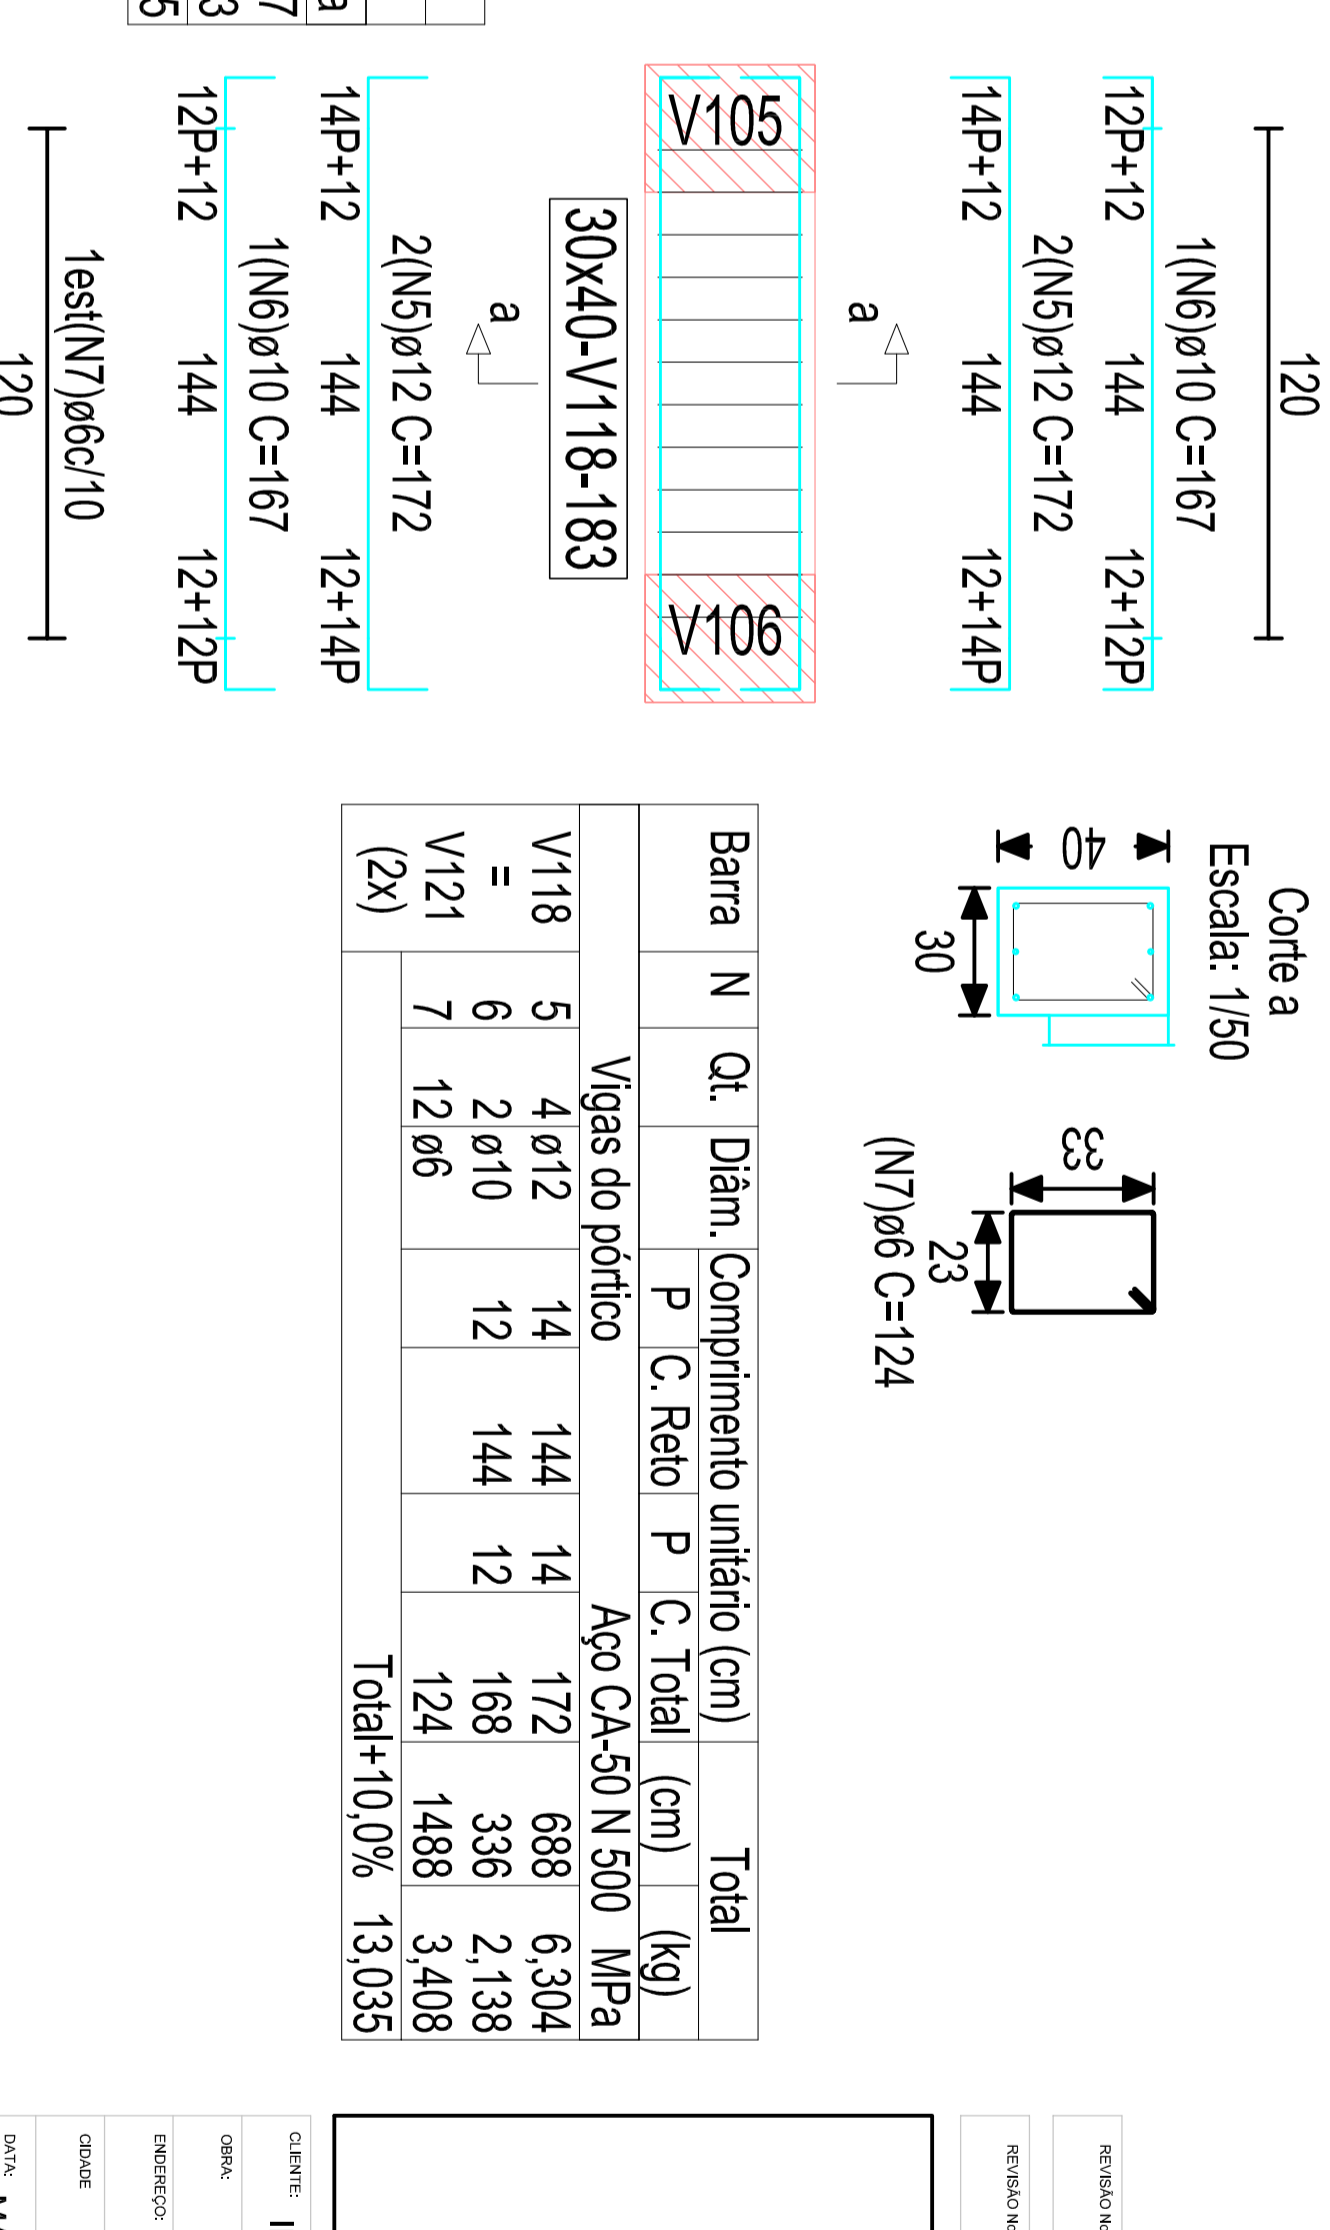 120
1(N6)ø10 C=167
12P+12 144 12+12P
2(N5)ø12 C=172
14P+12 144 12+14P
a
V105 V106
30x40-V118-183
a
2(N5)ø12 C=172
14P+12 144 12+14P
1(N6)ø10 C=167
12P+12 144 12+12P
1est(N7)ø6c/10
120
Corte a
Escala: 1/50
40
30
33
23
(N7)ø6 C=124
Barra N Qt. Diâm. Comprimento unitário (cm) Total
P C. Reto P C. Total (cm) (kg)
Vigas do pórtico Aço CA-50 N 500 MPa
V118 5 4 ø12 14 144 14 172 688 6,304
= 6 2 ø10 12 144 12 168 336 2,138
V121 7 12 ø6 124 1488 3,408
(2x) Total+10,0% 13,035
REVISÃO
REVISÃO
CLIENTE:
OBRA:
ENDEREÇO:
CIDADE
DATA: